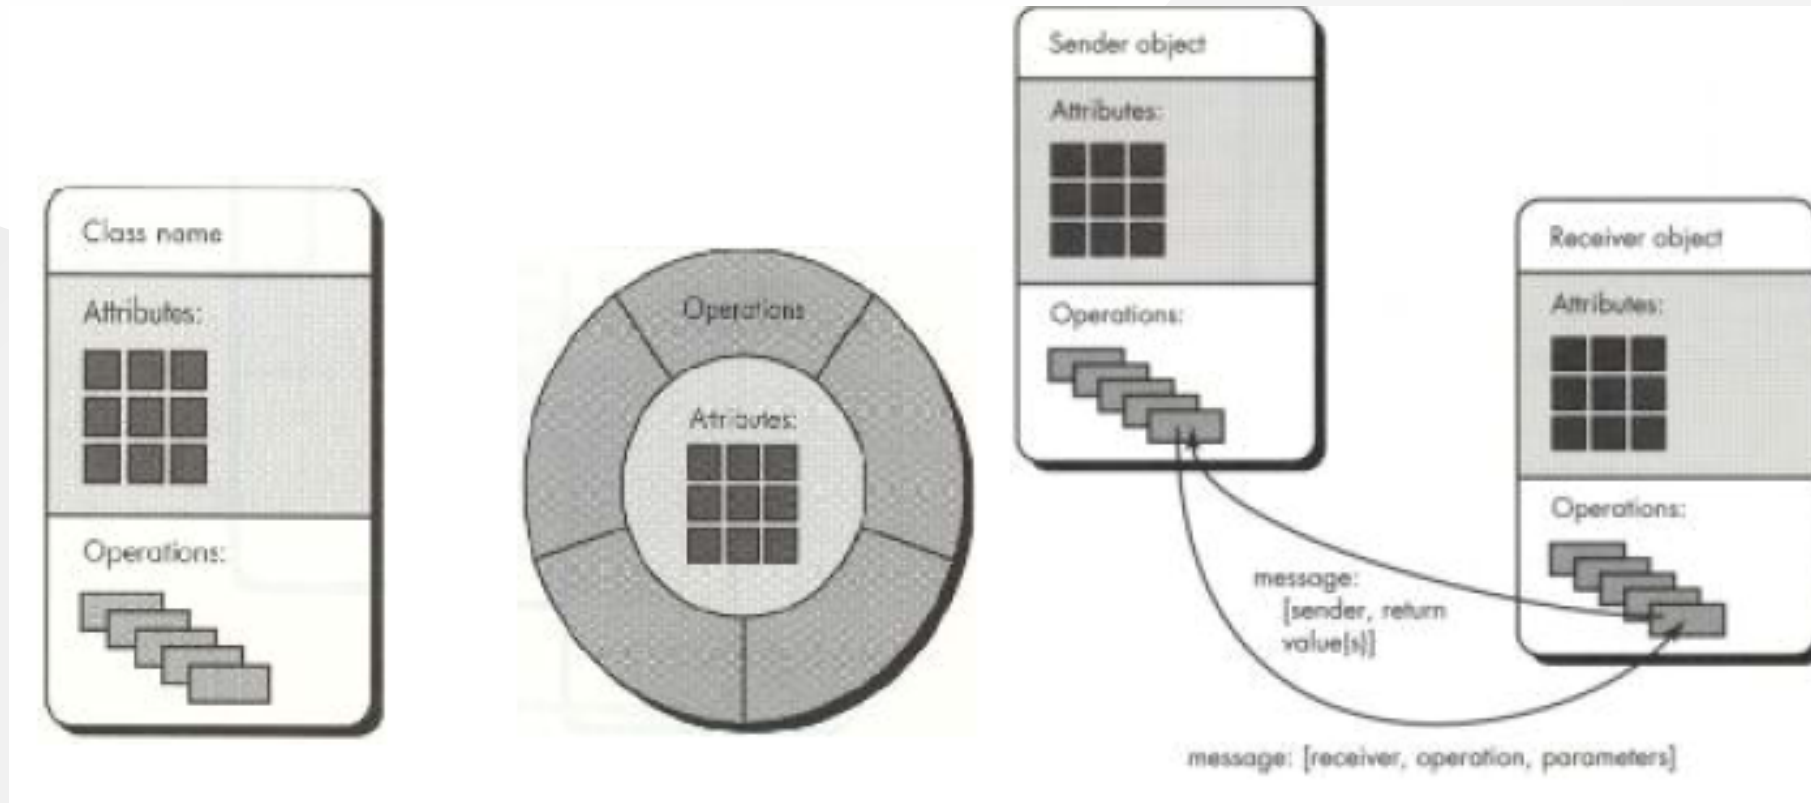 Class name
Attributes:
Operations:
Operations
Attributes:
Sender object
Attributes:
Operations:
Receiver object
Attributes:
Operations:
message:
[sender, return
value(s)]
message: [receiver, operation, parameters]